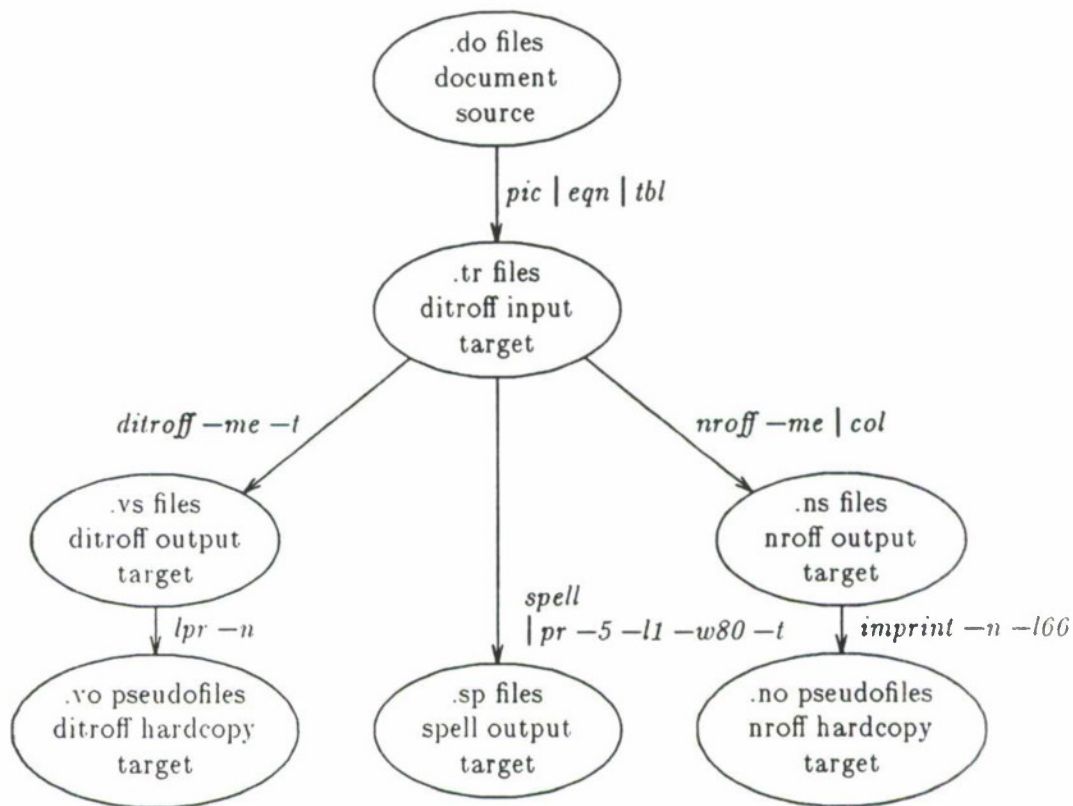 .do files
document
source
pic | eqn | tbl
.tr files
ditroff input
target
ditroff −me −t
nroff −me | col
.vs files
ditroff output
target
.ns files
nroff output
target
spell
| pr −5 −l1 −w80 −t
lpr −n
imprint −n −l66
.vo pseudofiles
ditroff hardcopy
target
.sp files
spell output
target
.no pseudofiles
nroff hardcopy
target